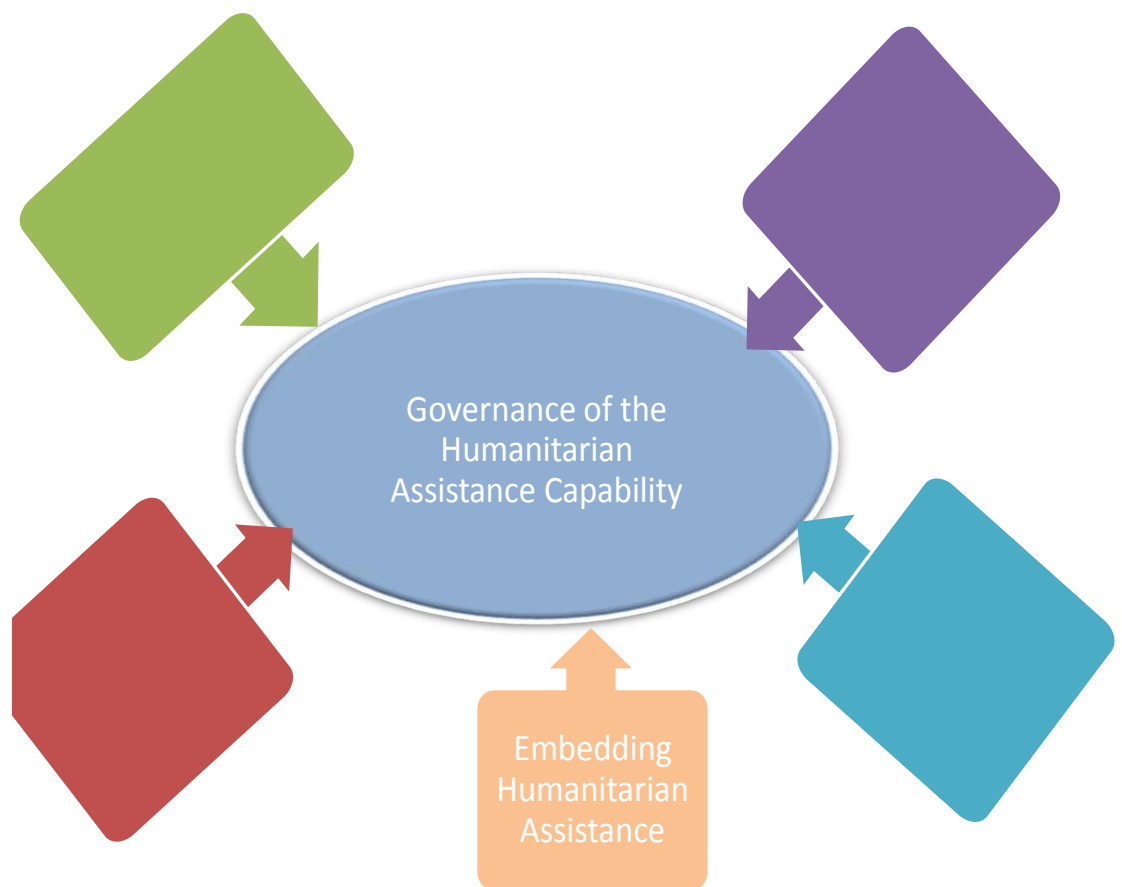 Governance of the
Humanitarian
Assistance Capability
Embedding
Humanitarian
Assistance